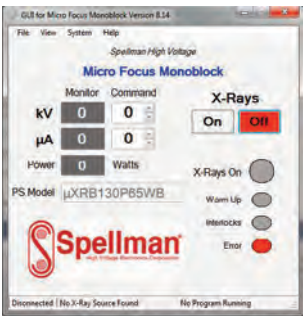 GUI for Micro Focus Monoblock Version 8.14
File View System Help
Spellman High Voltage
Micro Focus Monoblock
Monitor Command
X-Rays
kV 0 0
On Off
µA 0 0
Power 0 Watts
X-Rays On
PS Model µXRB130P65WB
Warm Up
Interlocks
Error
Spellman
High Voltage Electronics Corporation
Disconnected No X-Ray Source Found No Program Running